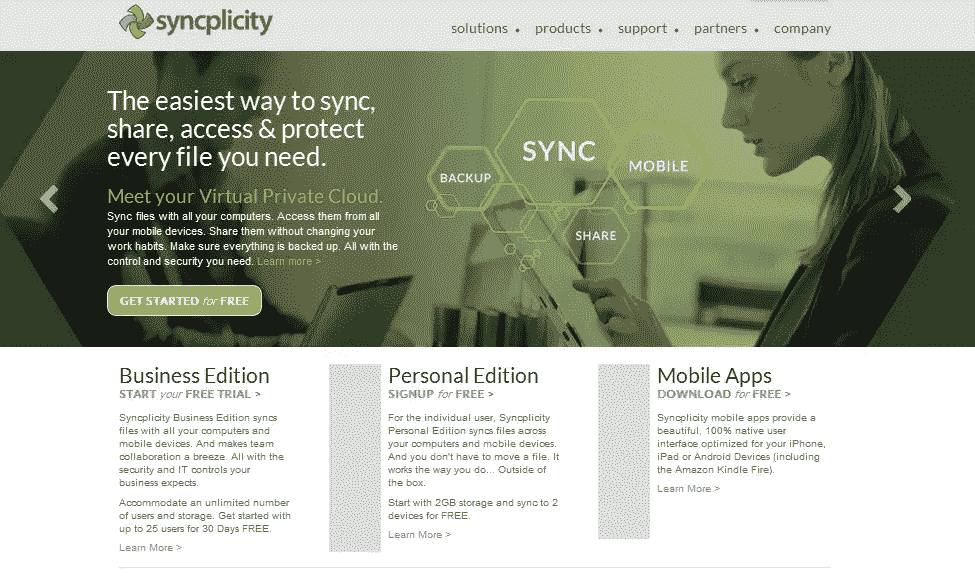 syncplicity
solutions • products • support • partners • company
The easiest way to sync,
share, access & protect
every file you need.
Meet your Virtual Private Cloud.
Sync files with all your computers. Access them from all
your mobile devices. Share them without changing your
work habits. Make sure everything is backed up. All with the
control and security you need. Learn more >
GET STARTED for FREE
SYNC
BACKUP
MOBILE
SHARE
Business Edition
START your FREE TRIAL >
Syncplicity Business Edition syncs
files with all your computers and
mobile devices. And makes team
collaboration a breeze. All with the
security and IT controls your
business expects.
Accommodate an unlimited number
of users and storage. Get started with
up to 25 users for 30 Days FREE.
Learn More >
Personal Edition
SIGNUP for FREE >
For the individual user, Syncplicity
Personal Edition syncs files across
your computers and mobile devices.
And you don't have to move a file. It
works the way you do... Outside of
the box.
Start with 2GB storage and sync to 2
devices for FREE.
Learn More >
Mobile Apps
DOWNLOAD for FREE >
Syncplicity mobile apps provide a
beautiful, 100% native user
interface optimized for your iPhone,
iPad or Android Devices (including
the Amazon Kindle Fire).
Learn More >